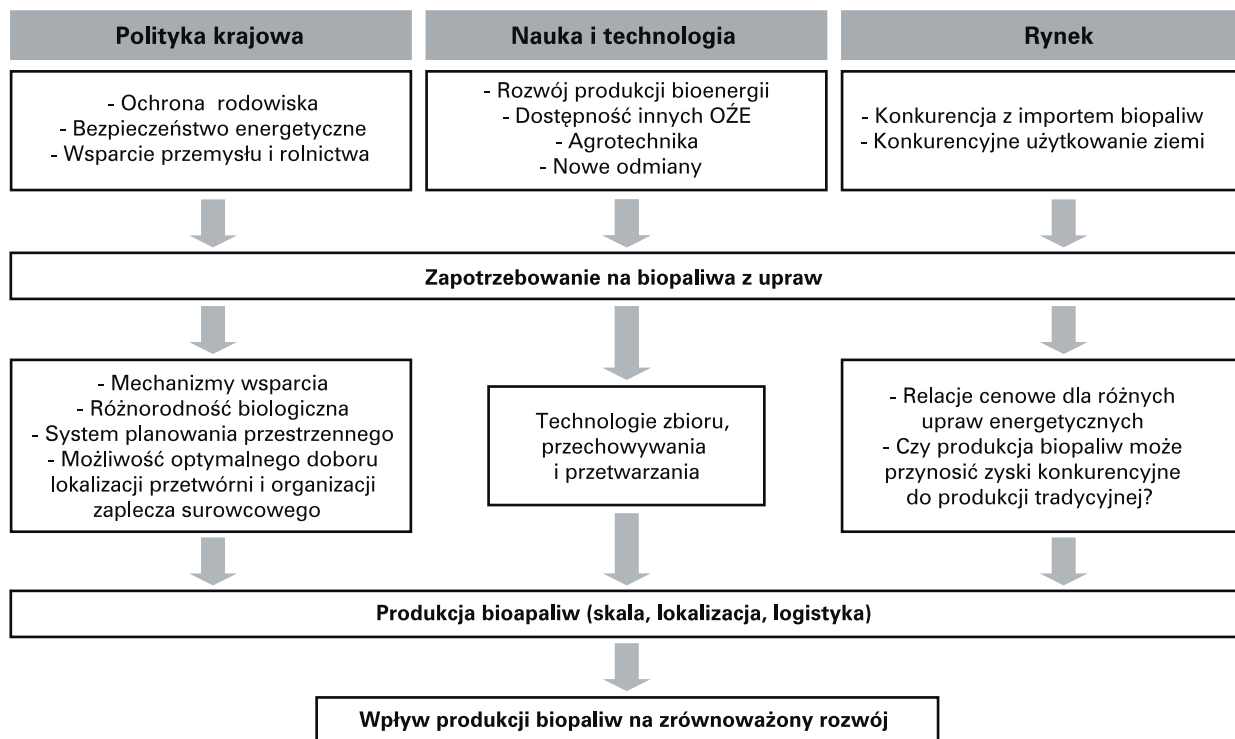 Polityka krajowa
Nauka i technologia
Rynek
- Ochrona rodowiska
- Bezpieczeństwo energetyczne
- Wsparcie przemysłu i rolnictwa
- Rozwój produkcji bioenergii
- Dostępność innych OŹE
- Agrotechnika
- Nowe odmiany
- Konkurencja z importem biopaliw
- Konkurencyjne użytkowanie ziemi
Zapotrzebowanie na biopaliwa z upraw
- Mechanizmy wsparcia
- Różnorodność biologiczna
- System planowania przestrzennego
- Możliwość optymalnego doboru
lokalizacji przetwórni i organizacji
zaplecza surowcowego
Technologie zbioru,
przechowywania
i przetwarzania
- Relacje cenowe dla różnych
upraw energetycznych
- Czy produkcja biopaliw może
przynosić zyski konkurencyjne
do produkcji tradycyjnej?
Produkcja bioapaliw (skala, lokalizacja, logistyka)
Wpływ produkcji biopaliw na zrównoważony rozwój